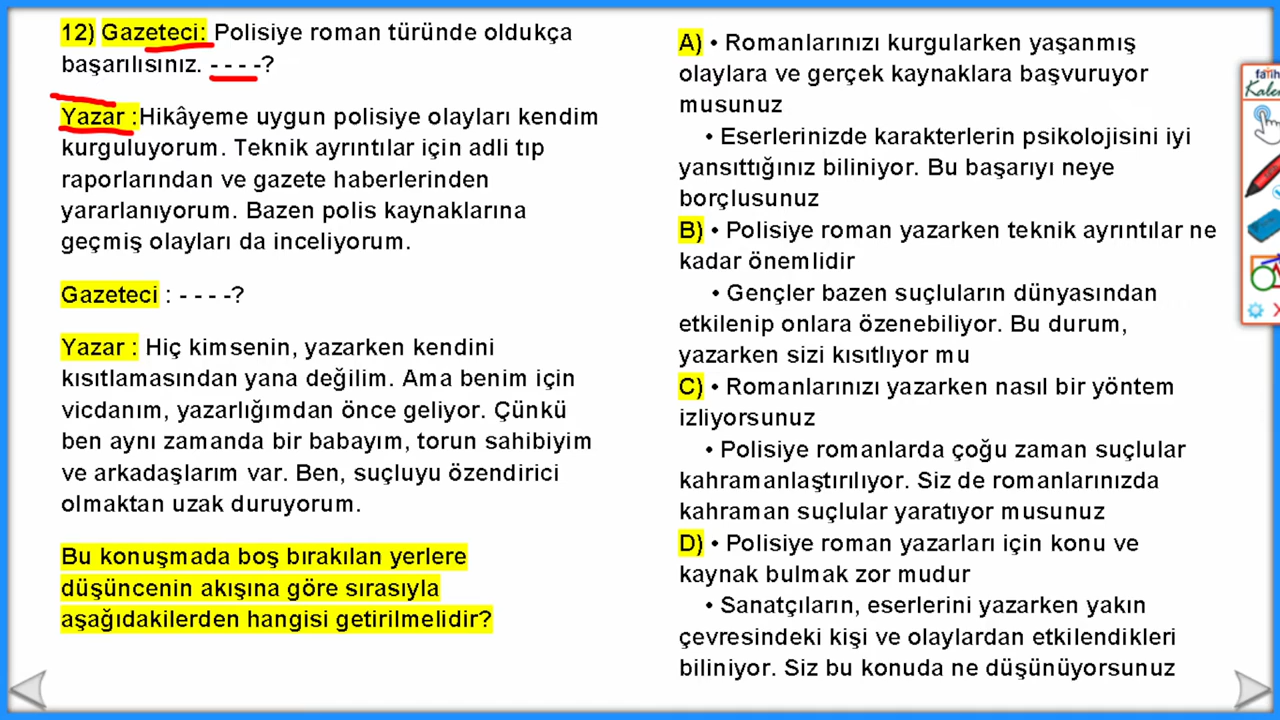 12) Gazeteci: Polisiye roman türünde oldukça
başarılısınız. - - - -?
Yazar :Hikâyeme uygun polisiye olayları kendim
kurguluyorum. Teknik ayrıntılar için adli tıp
raporlarından ve gazete haberlerinden
yararlanıyorum. Bazen polis kaynaklarına
geçmiş olayları da inceliyorum.
Gazeteci : - - - -?
Yazar : Hiç kimsenin, yazarken kendini
kısıtlamasından yana değilim. Ama benim için
vicdanım, yazarlığımdan önce geliyor. Çünkü
ben aynı zamanda bir babayım, torun sahibiyim
ve arkadaşlarım var. Ben, suçluyu özendirici
olmaktan uzak duruyorum.
Bu konuşmada boş bırakılan yerlere
düşüncenin akışına göre sırasıyla
aşağıdakilerden hangisi getirilmelidir?
A) • Romanlarınızı kurgularken yaşanmış
olaylara ve gerçek kaynaklara başvuruyor
musunuz
• Eserlerinizde karakterlerin psikolojisini iyi
yansıttığınız biliniyor. Bu başarıyı neye
borçlusunuz
B) • Polisiye roman yazarken teknik ayrıntılar ne
kadar önemlidir
• Gençler bazen suçluların dünyasından
etkilenip onlara özenebiliyor. Bu durum,
yazarken sizi kısıtlıyor mu
C) • Romanlarınızı yazarken nasıl bir yöntem
izliyorsunuz
• Polisiye romanlarda çoğu zaman suçlular
kahramanlaştırılıyor. Siz de romanlarınızda
kahraman suçlular yaratıyor musunuz
D) • Polisiye roman yazarları için konu ve
kaynak bulmak zor mudur
• Sanatçıların, eserlerini yazarken yakın
çevresindeki kişi ve olaylardan etkilendikleri
biliniyor. Siz bu konuda ne düşünüyorsunuz